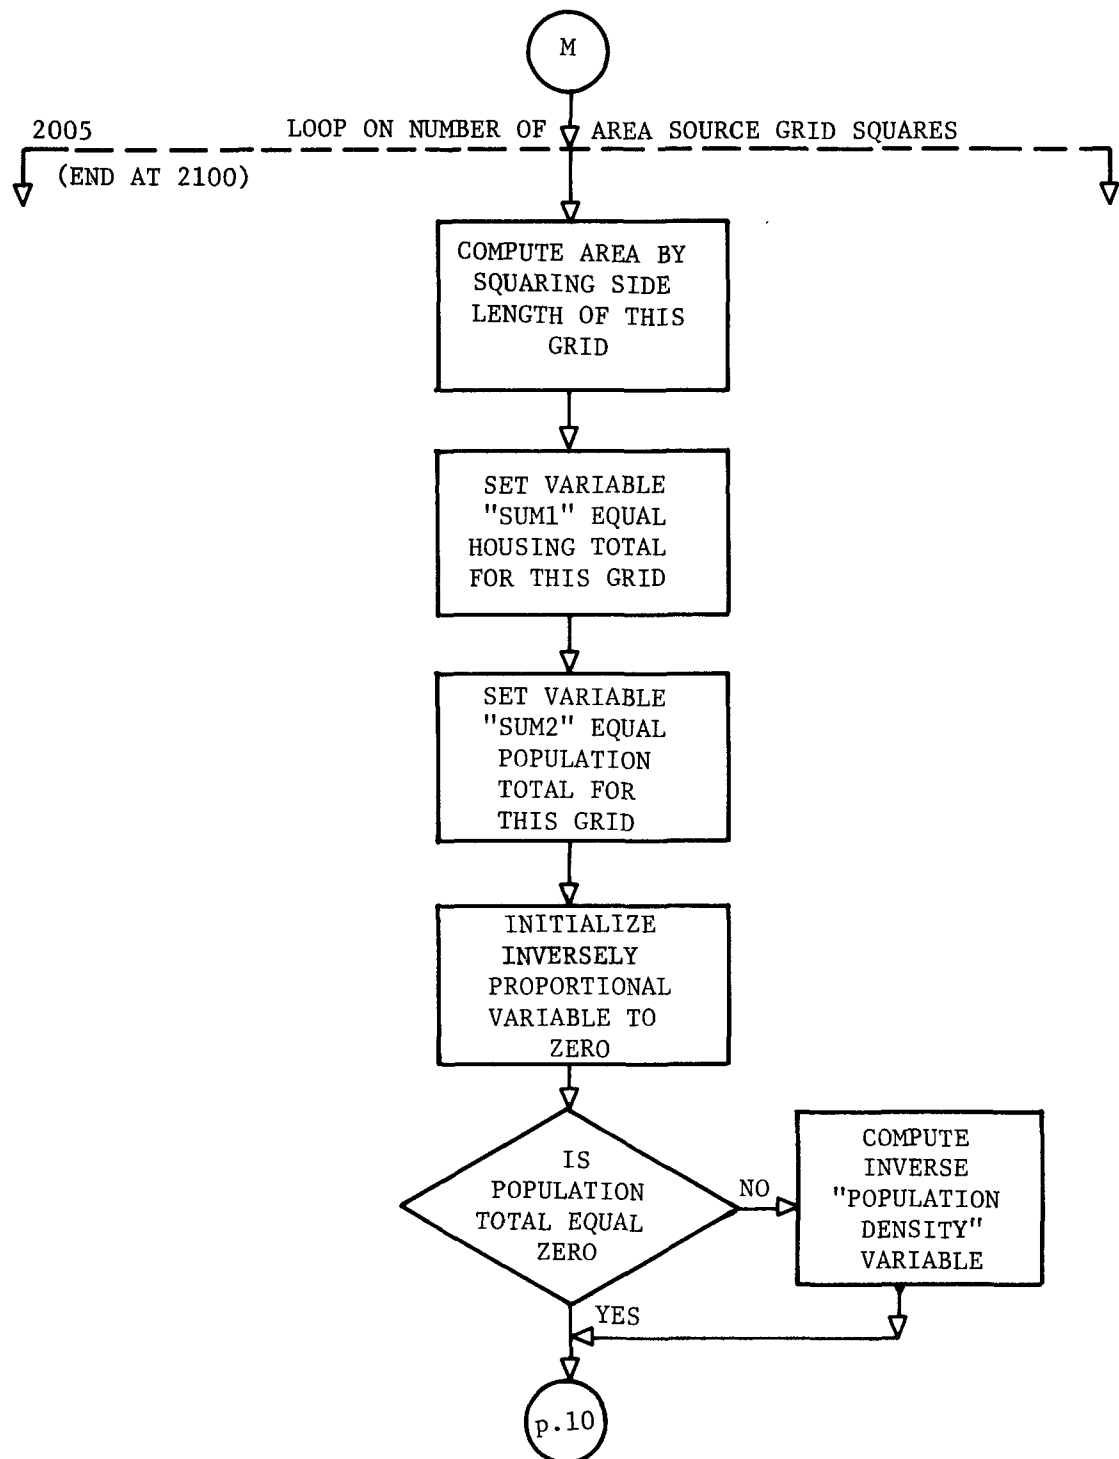 M
2005 LOOP ON NUMBER OF AREA SOURCE GRID SQUARES
(END AT 2100)
COMPUTE AREA BY
SQUARING SIDE
LENGTH OF THIS
GRID
SET VARIABLE
"SUM1" EQUAL
HOUSING TOTAL
FOR THIS GRID
SET VARIABLE
"SUM2" EQUAL
POPULATION
TOTAL FOR
THIS GRID
INITIALIZE
INVERSELY
PROPORTIONAL
VARIABLE TO
ZERO
IS
POPULATION
TOTAL EQUAL
ZERO
NO
COMPUTE
INVERSE
"POPULATION
DENSITY"
VARIABLE
YES
p.10